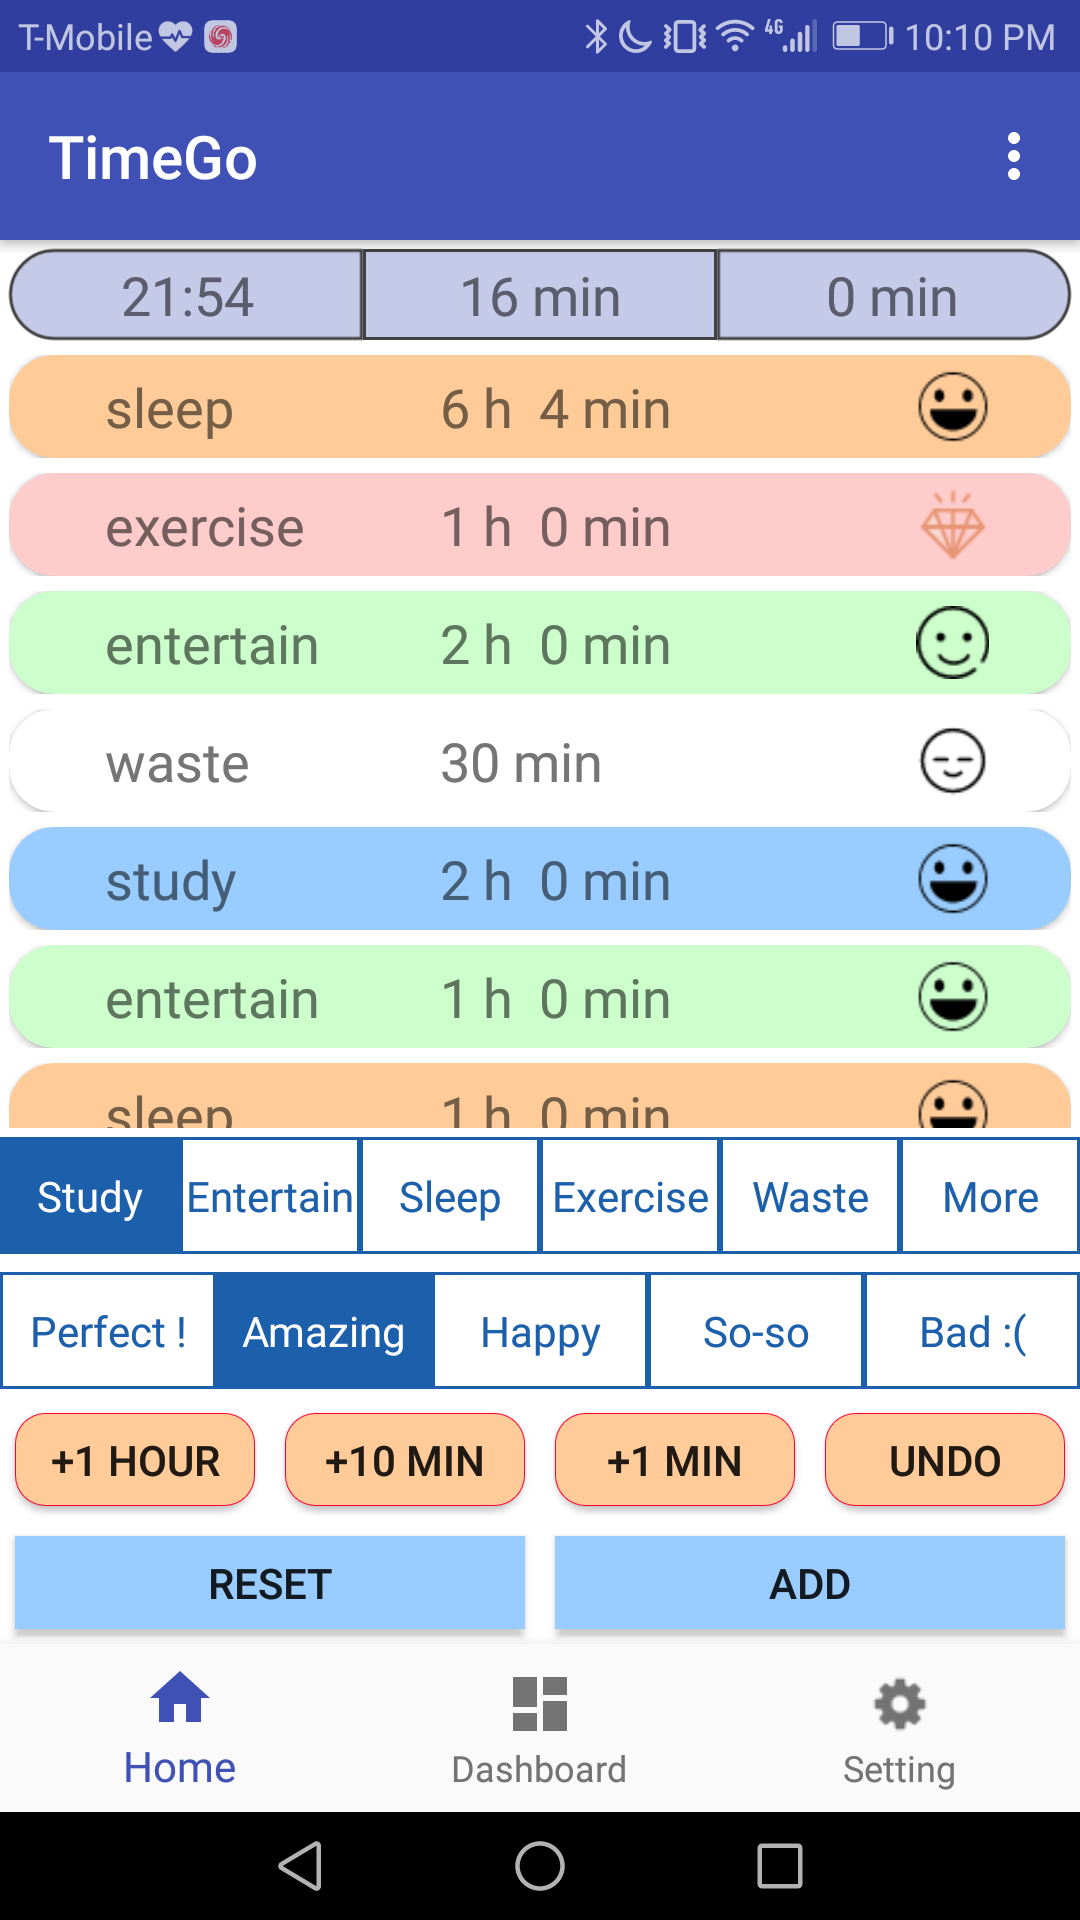 T-Mobile 4G 10:10 PM
TimeGo
21:54 16 min 0 min
sleep 6 h 4 min
exercise 1 h 0 min
entertain 2 h 0 min
waste 30 min
study 2 h 0 min
entertain 1 h 0 min
sleep 1 h 0 min
Study Entertain Sleep Exercise Waste More
Perfect ! Amazing Happy So-so Bad :(
+1 HOUR +10 MIN +1 MIN UNDO
RESET ADD
Home Dashboard Setting